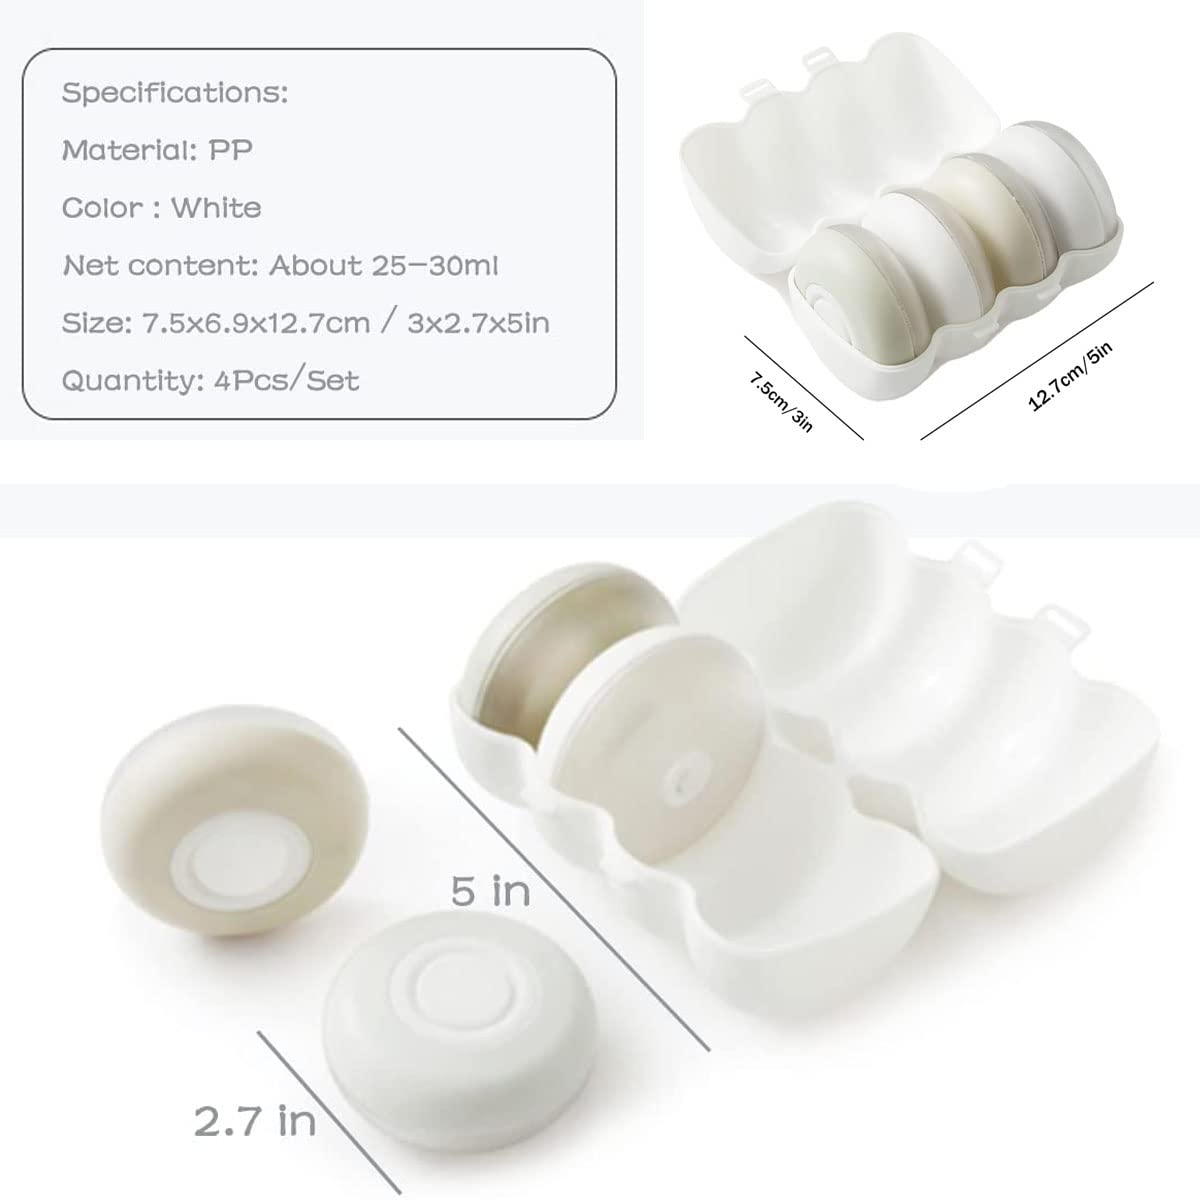 Specifications:
Material: PP
Color : White
Net content: About 25-30ml
Size: 7.5x6.9x12.7cm / 3x2.7x5in
Quantity: 4Pcs/Set
7.5cm/3in
12.7cm/5in
5 in
2.7 in